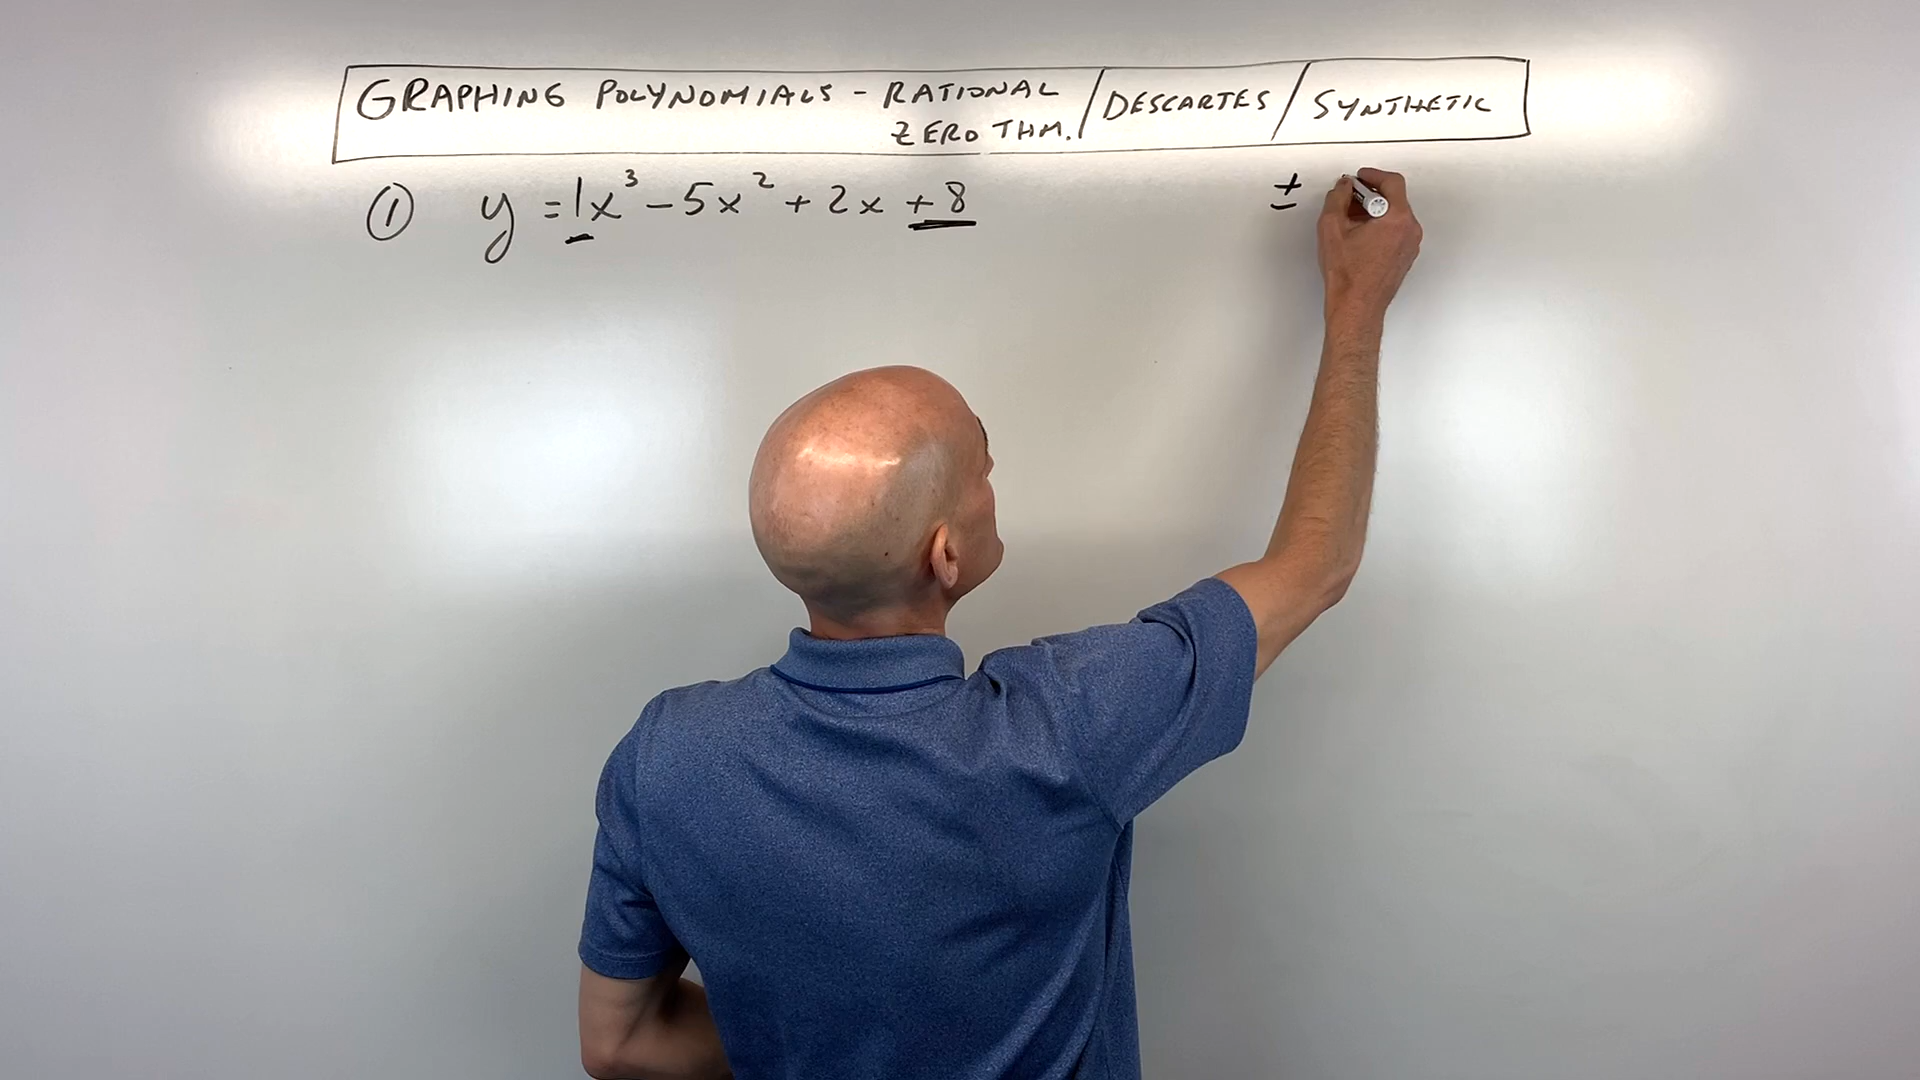 GRAPHING POLYNOMIALS - RATIONAL / DESCARTES / SYNTHETIC
ZERO THM.
① y = 1x³ - 5x² + 2x + 8
±